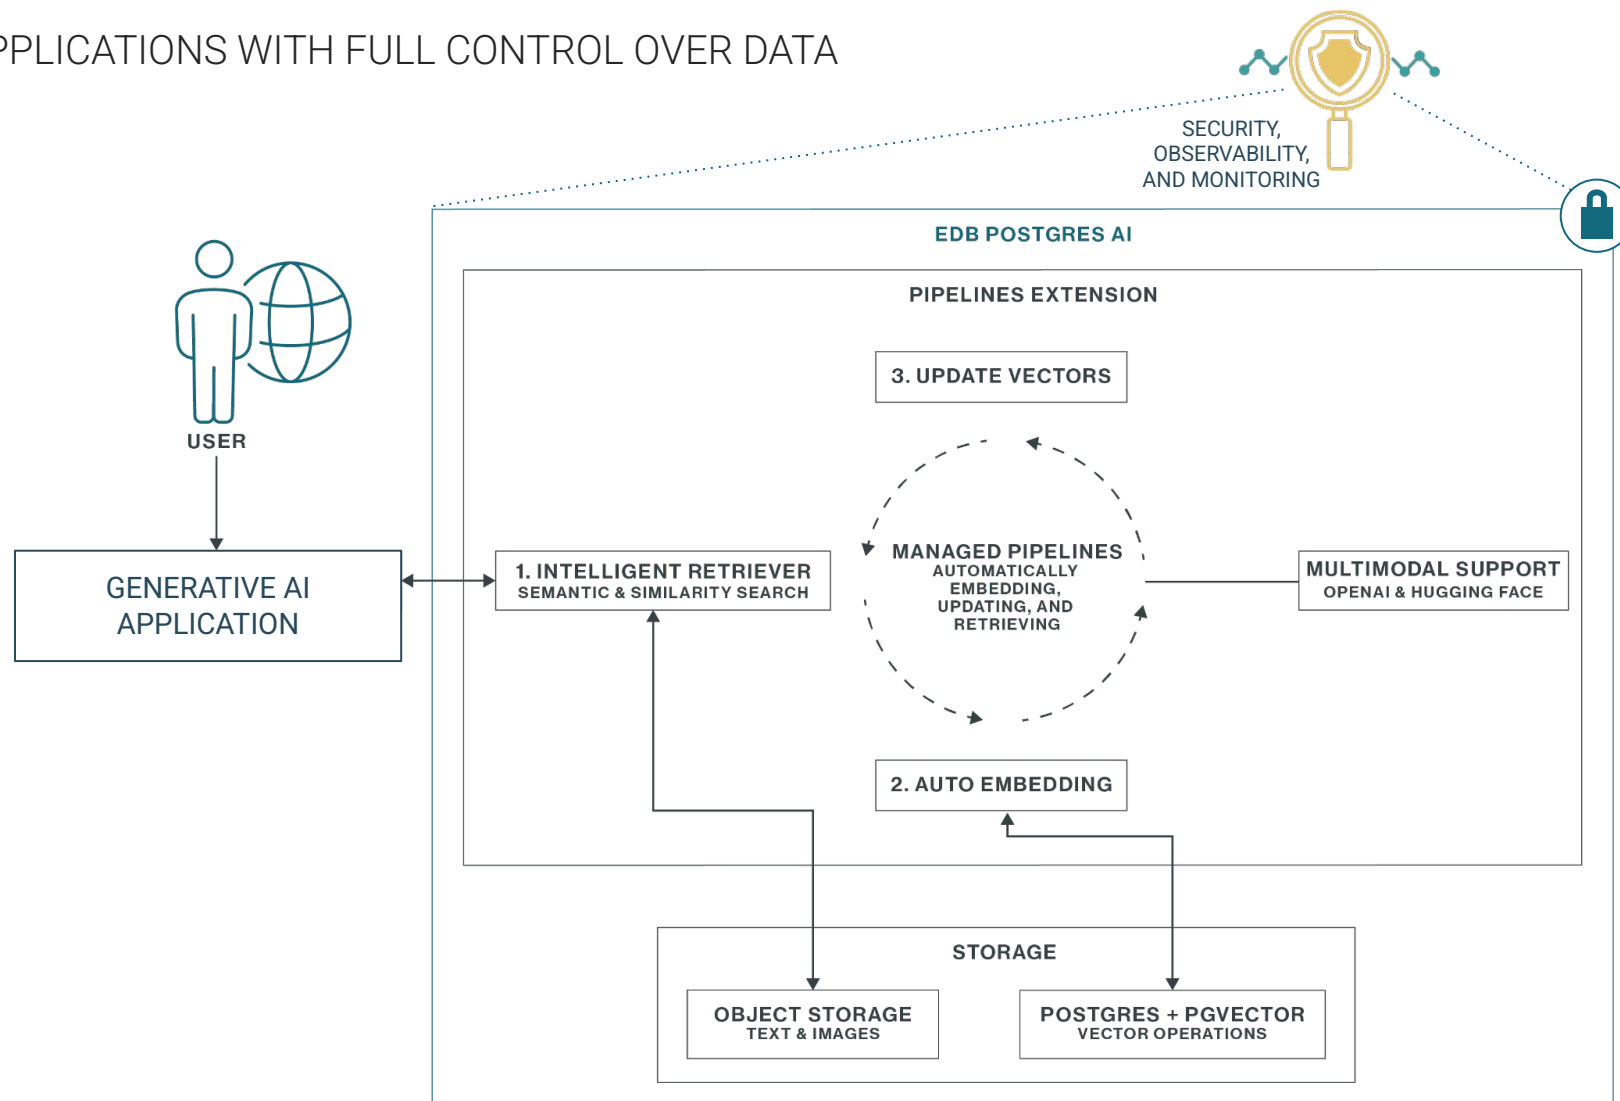 PPLICATIONS WITH FULL CONTROL OVER DATA
SECURITY,
OBSERVABILITY,
AND MONITORING
EDB POSTGRES AI
PIPELINES EXTENSION
3. UPDATE VECTORS
USER
GENERATIVE AI
APPLICATION
1. INTELLIGENT RETRIEVER
SEMANTIC & SIMILARITY SEARCH
MANAGED PIPELINES
AUTOMATICALLY
EMBEDDING,
UPDATING, AND
RETRIEVING
MULTIMODAL SUPPORT
OPENAI & HUGGING FACE
2. AUTO EMBEDDING
STORAGE
OBJECT STORAGE
TEXT & IMAGES
POSTGRES + PGVECTOR
VECTOR OPERATIONS